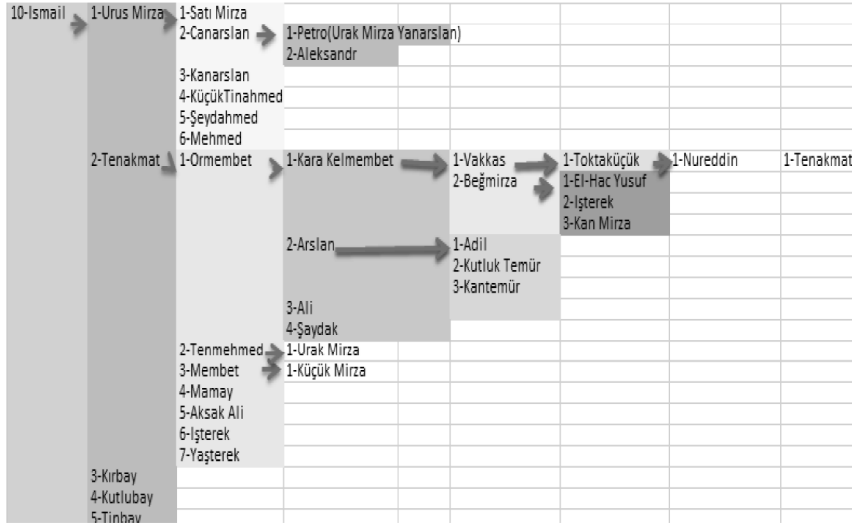 10-Ismail 1-Urus Mirza 1-Satı Mirza
2-Canarslan 1-Petro(Urak Mirza Yanarslan)
2-Aleksandr
3-Kanarslan
4-KüçükTinahmed
5-Şeydahmed
6-Mehmed
2-Tenakmat 1-Ormembet 1-Kara Kelmembet 1-Vakkas 1-Toktaküçük 1-Nureddin 1-Tenakmat
2-Beğmirza 1-El-Hac Yusuf
2-Işterek
3-Kan Mirza
2-Arslan 1-Adil
2-Kutluk Temür
3-Kantemür
3-Ali
4-Şaydak
2-Tenmehmed 1-Urak Mirza
3-Membet 1-Küçük Mirza
4-Mamay
5-Aksak Ali
6-Işterek
7-Yaşterek
3-Kırbay
4-Kutlubay
5-Tinbay